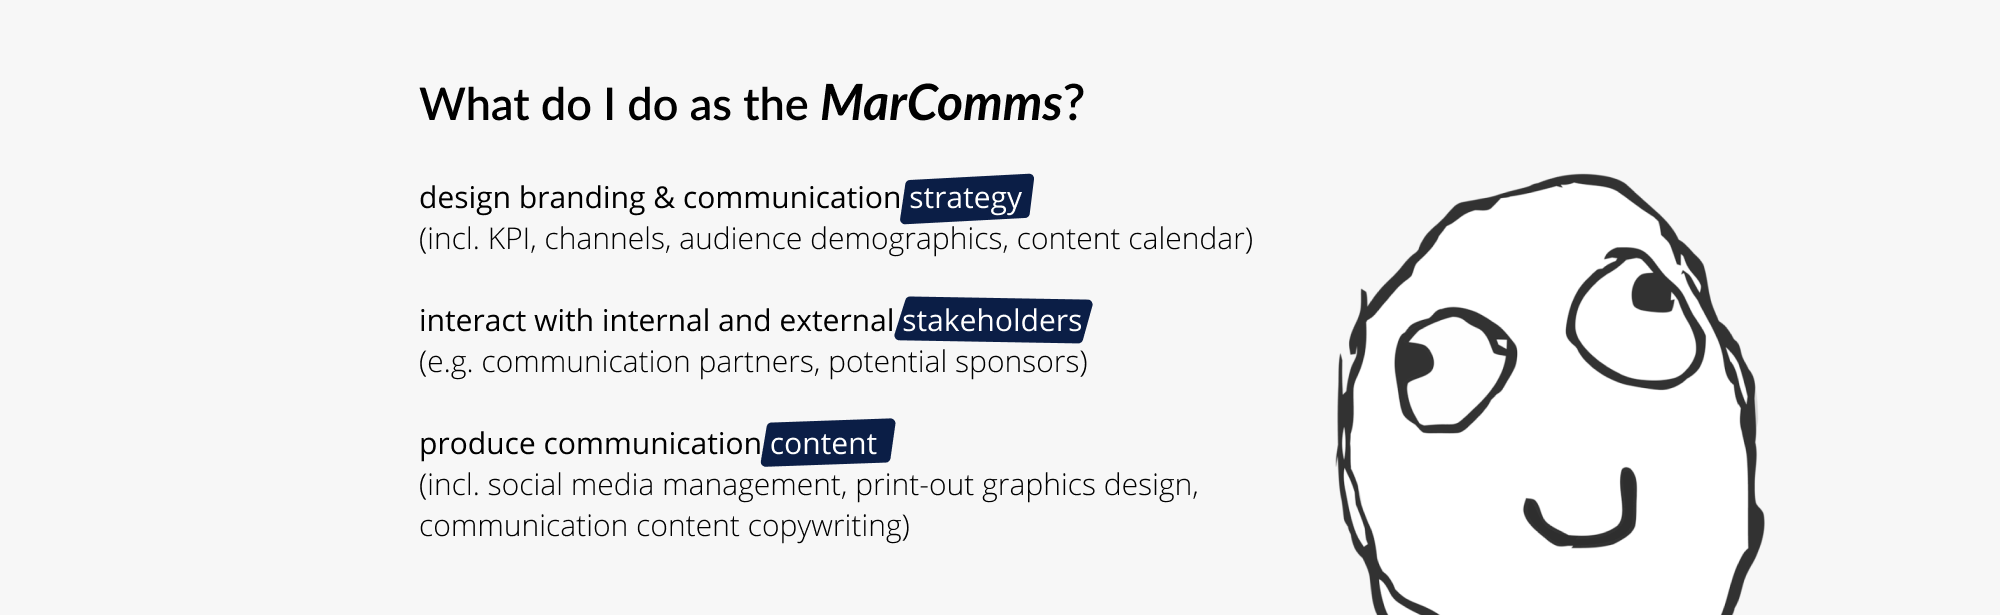 What do I do as the MarComms?
design branding & communication strategy
(incl. KPI, channels, audience demographics, content calendar)
interact with internal and external stakeholders
(e.g. communication partners, potential sponsors)
produce communication content
(incl. social media management, print-out graphics design,
communication content copywriting)